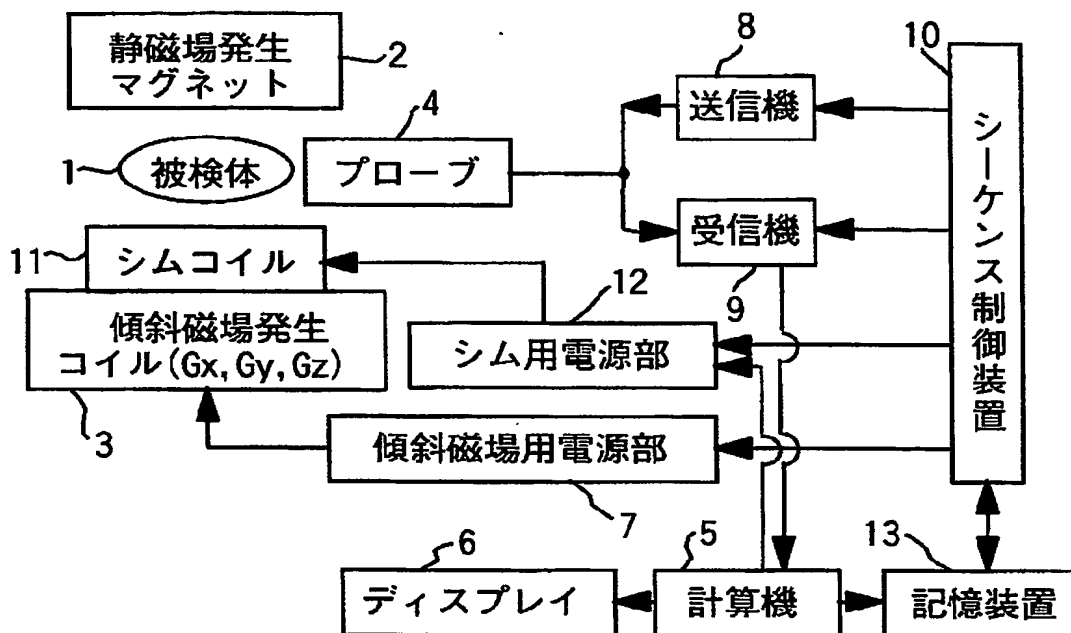 静磁場発生
マグネット
2
8
送信機
10
シーケンス制御装置
4
プローブ
1
被検体
受信機
9
11
シムコイル
12
シム用電源部
傾斜磁場発生
コイル(Gx, Gy, Gz)
3
傾斜磁場用電源部
7
6
ディスプレイ
5
計算機
13
記憶装置